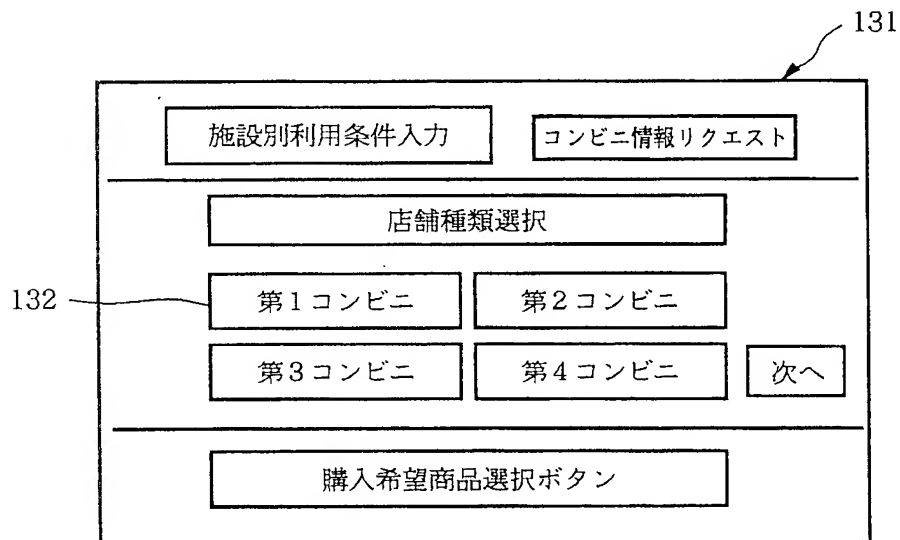 131
施設別利用条件入力 コンビニ情報リクエスト
店舗種類選択
132 第1コンビニ 第2コンビニ
第3コンビニ 第4コンビニ 次へ
購入希望商品選択ボタン